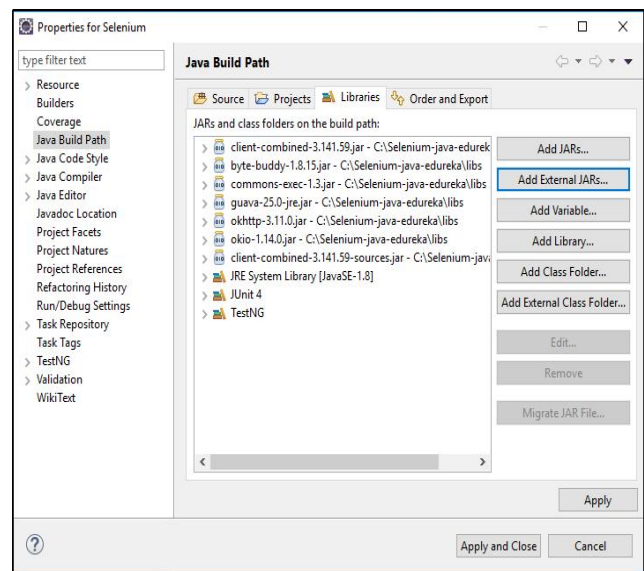 Properties for Selenium
type filter text
Resource
Builders
Coverage
Java Build Path
Java Code Style
Java Compiler
Java Editor
Javadoc Location
Project Facets
Project Natures
Project References
Refactoring History
Run/Debug Settings
Task Repository
Task Tags
TestNG
Validation
WikiText
Java Build Path
Source Projects Libraries Order and Export
JARs and class folders on the build path:
client-combined-3.141.59.jar - C:\Selenium-java-edurek
byte-buddy-1.8.15.jar - C:\Selenium-java-edureka\libs
commons-exec-1.3.jar - C:\Selenium-java-edureka\libs
guava-25.0-jre.jar - C:\Selenium-java-edureka\libs
okhttp-3.11.0.jar - C:\Selenium-java-edureka\libs
okio-1.14.0.jar - C:\Selenium-java-edureka\libs
client-combined-3.141.59-sources.jar - C:\Selenium-java
JRE System Library [JavaSE-1.8]
JUnit 4
TestNG
Add JARs...
Add External JARs...
Add Variable...
Add Library...
Add Class Folder...
Add External Class Folder...
Edit...
Remove
Migrate JAR File...
Apply
Apply and Close
Cancel